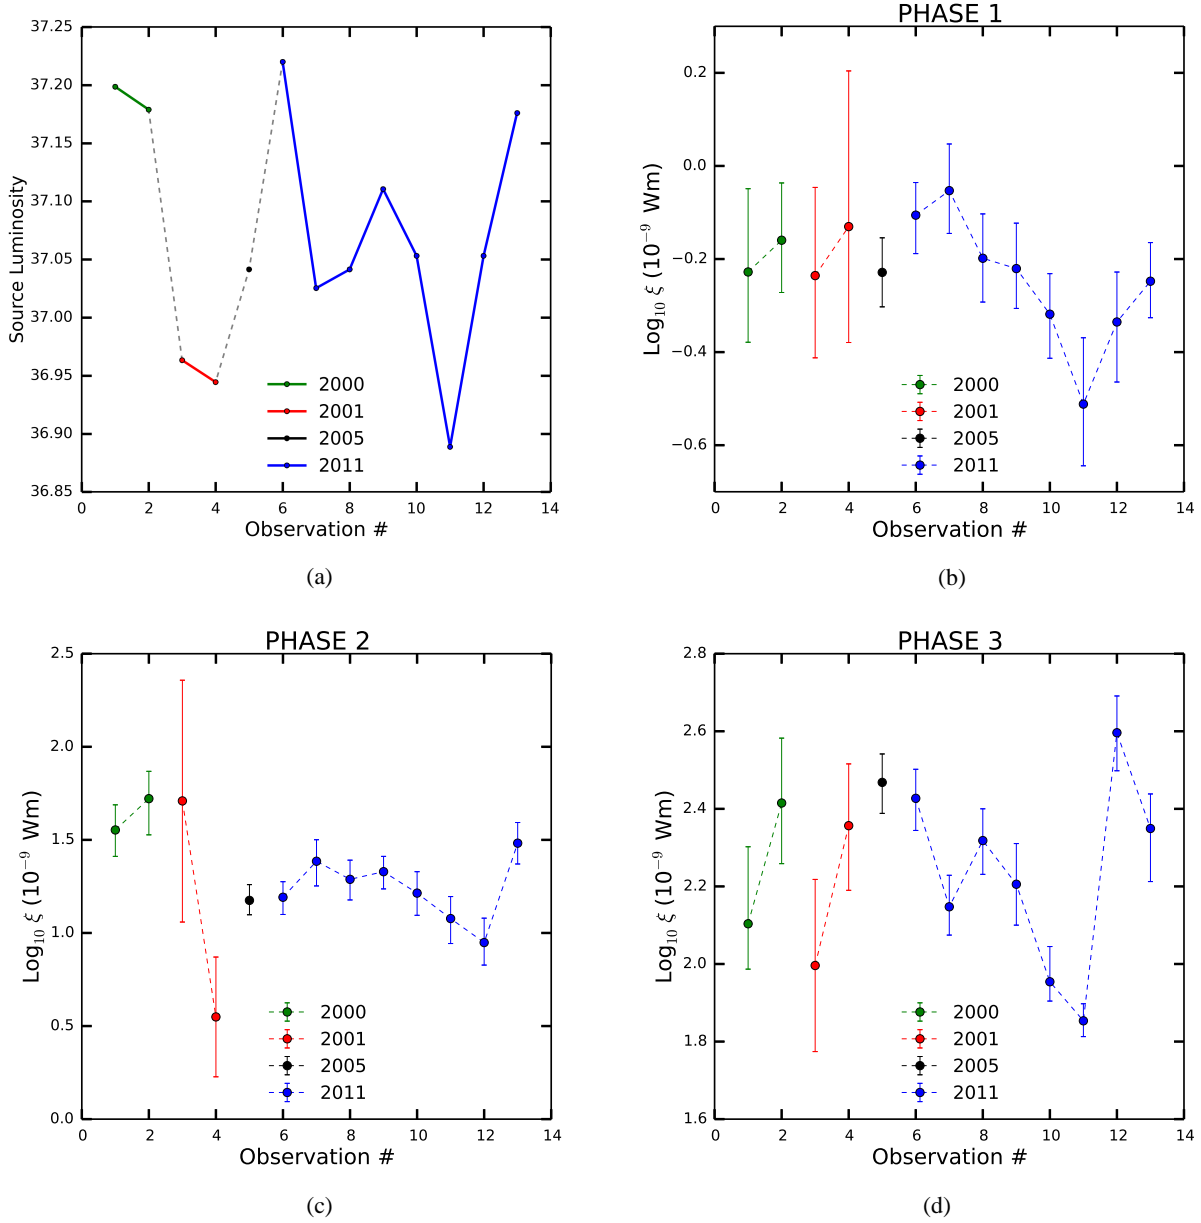 37.25
37.20
37.15
37.10
37.05
37.00
36.95
36.90
36.85
Source Luminosity
2000
2001
2005
2011
0 2 4 6 8 10 12 14
Observation #
(a)
PHASE 1
0.2
0.0
−0.2
−0.4
−0.6
Log₁₀ ξ (10⁻⁹ Wm)
2000
2001
2005
2011
0 2 4 6 8 10 12 14
Observation #
(b)
PHASE 2
2.5
2.0
1.5
1.0
0.5
0.0
Log₁₀ ξ (10⁻⁹ Wm)
2000
2001
2005
2011
0 2 4 6 8 10 12 14
Observation #
(c)
PHASE 3
2.8
2.6
2.4
2.2
2.0
1.8
1.6
Log₁₀ ξ (10⁻⁹ Wm)
2000
2001
2005
2011
0 2 4 6 8 10 12 14
Observation #
(d)